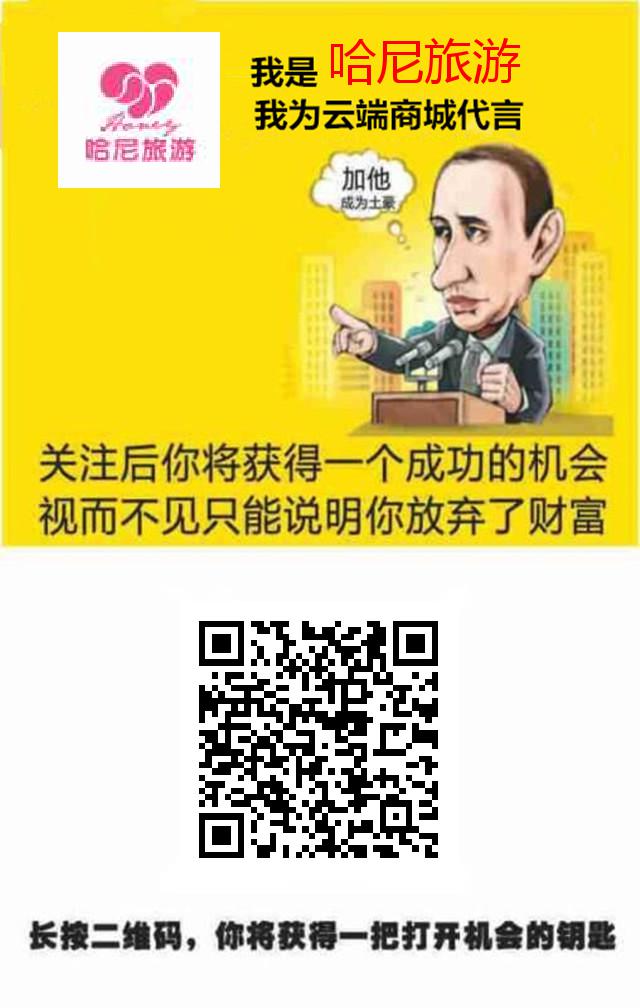 Honey
哈尼旅游
我是 哈尼旅游
我为云端商城代言
加他
成为土豪
关注后你将获得一个成功的机会
视而不见只能说明你放弃了财富
长按二维码，你将获得一把打开机会的钥匙